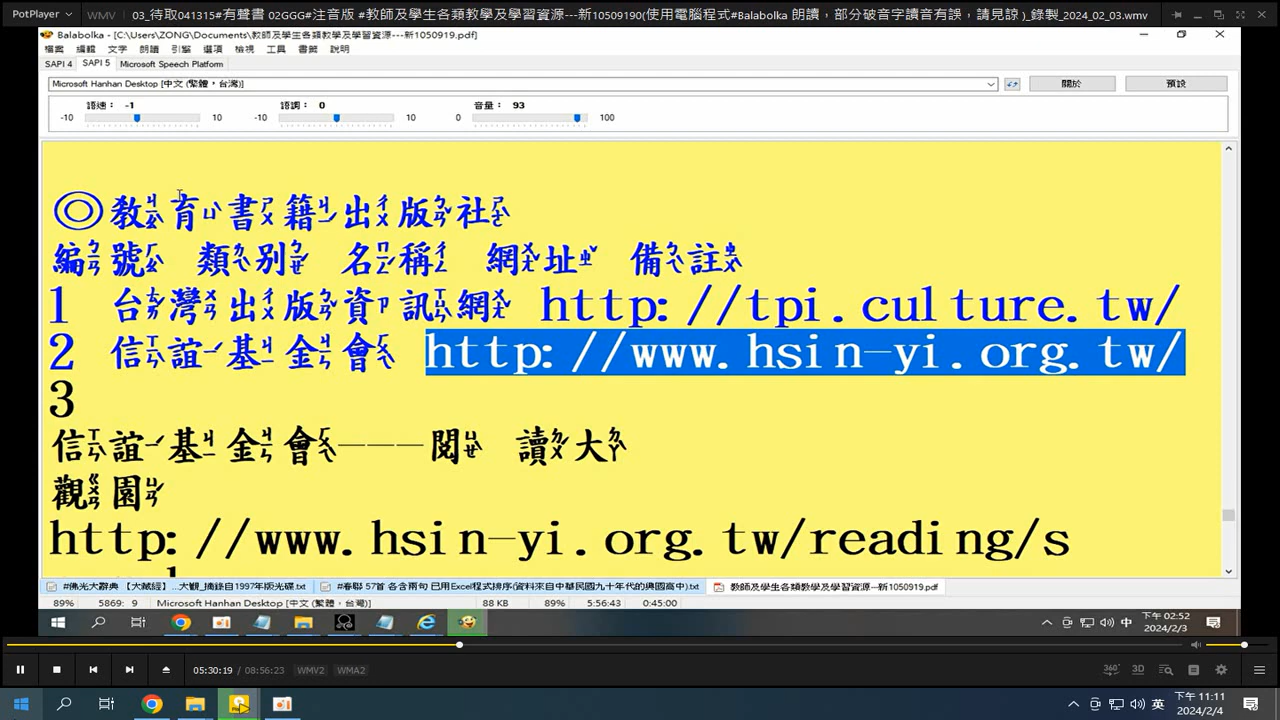 PotPlayer WMV 03_待取041315#有聲書 02GGG#注音版 #教師及學生各類教學及學習資源---新10509190(使用電腦程式#Balabolka 朗讀，部分破音字讀音有誤，請見諒 )_錄製_2024_02_03.wmv
Balabolka - [C:\Users\ZONG\Documents\教師及學生各類教學及學習資源---新1050919.pdf]
檔案 編輯 文字 朗讀 引擎 選項 檢視 工具 書籤 說明
SAPI 4 SAPI 5 Microsoft Speech Platform
Microsoft Hanhan Desktop [中文 (繁體，台灣)] 關於 預設
語速： -1 語調： 0 音量： 93
-10 10 -10 10 0 100
◎教育書籍出版社
編號 類別 名稱 網址 備註
1 台灣出版資訊網 http://tpi.culture.tw/
2 信誼基金會 http://www.hsin-yi.org.tw/
3
信誼基金會───閱 讀大
觀園
http://www.hsin-yi.org.tw/reading/s
#佛光大辭典 【大藏經】...大觀_摘錄自1997年版光碟.txt #春聯 57首 各含兩句 已用Excel程式排序(資料來自中華民國九十年代的興國高中).txt 教師及學生各類教學及學習資源---新1050919.pdf
89% 5869: 9 Microsoft Hanhan Desktop [中文 (繁體，台灣)] 88 KB 89% 5:56:43 0:45:00
中 下午 02:52
2024/2/3
05:30:19 / 08:56:23 WMV2 WMA2 360° 3D
英 下午 11:11
2024/2/4